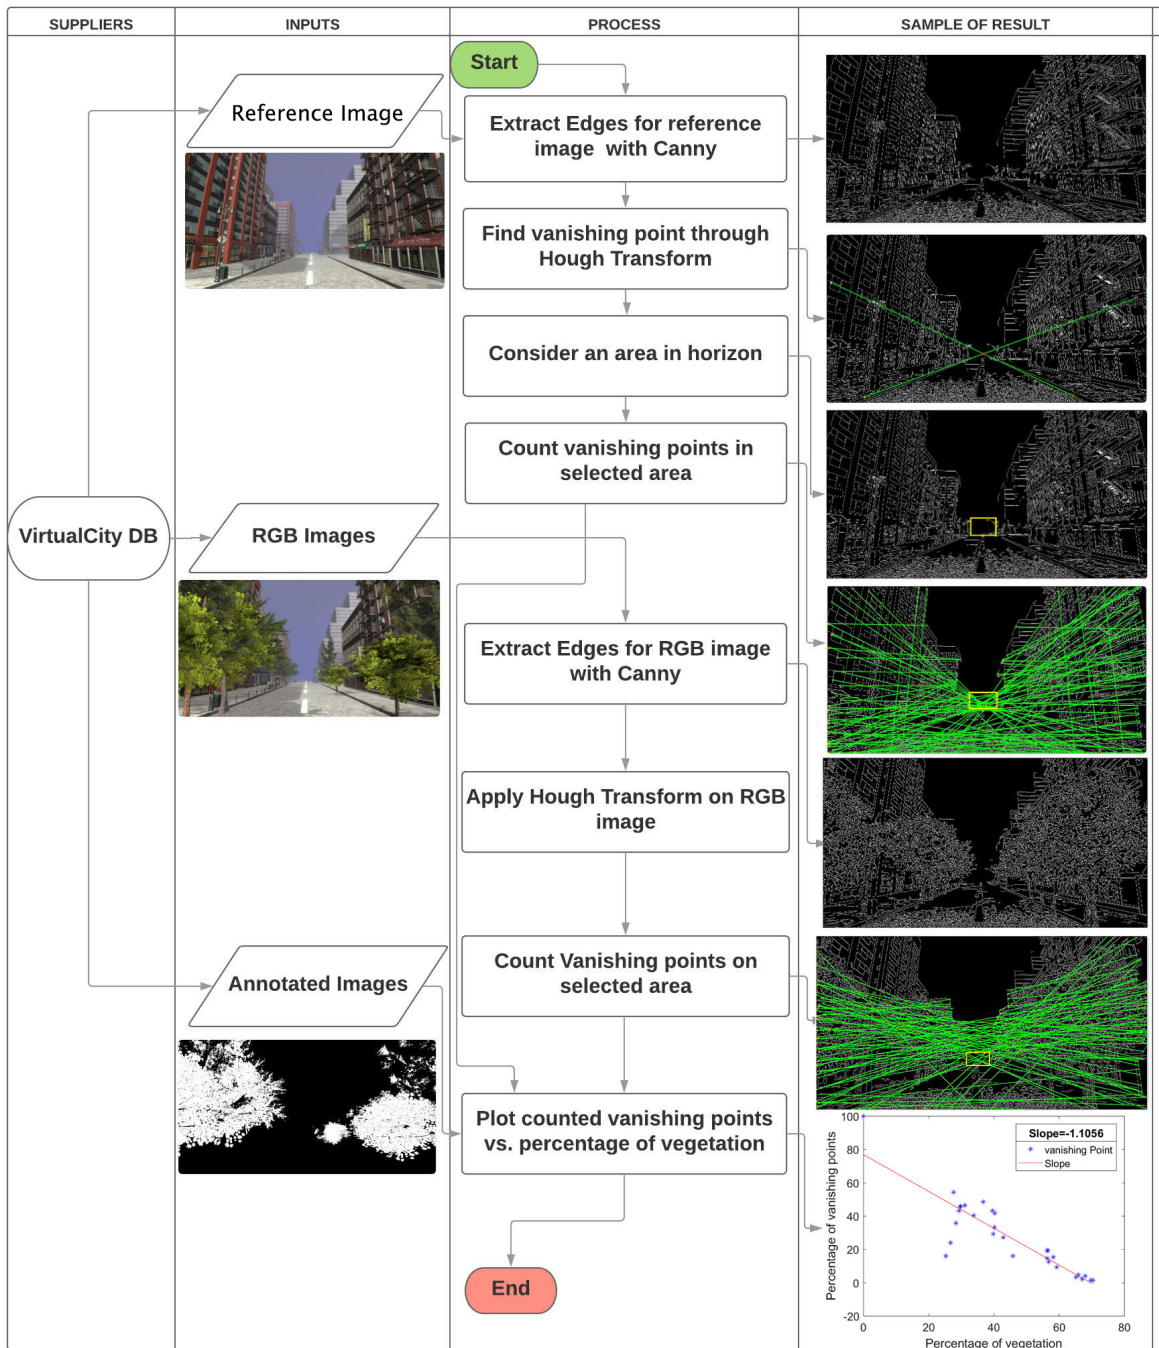 SUPPLIERS
INPUTS
PROCESS
SAMPLE OF RESULT
Start
Reference Image
Extract Edges for reference
image with Canny
Find vanishing point through
Hough Transform
Consider an area in horizon
Count vanishing points in
selected area
VirtualCity DB
RGB Images
Extract Edges for RGB image
with Canny
Apply Hough Transform on RGB
image
Annotated Images
Count Vanishing points on
selected area
Plot counted vanishing points
vs. percentage of vegetation
End
Percentage of vanishing points
100
80
60
40
20
0
-20
Slope=-1.1056
vanishing Point
Slope
0
20
40
60
80
Percentage of vegetation